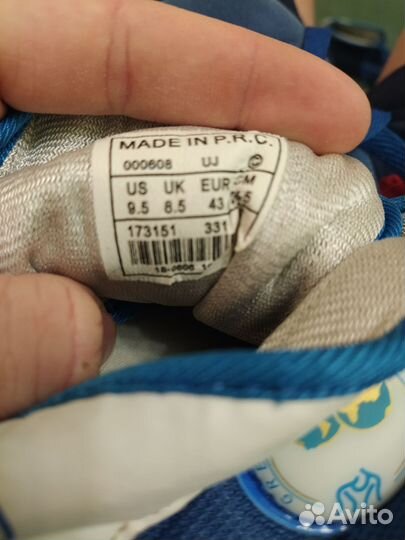 MADE IN P.R.C.
000608 UJ ©
US UK EUR
9.5 8.5 43
173151 331
Avito